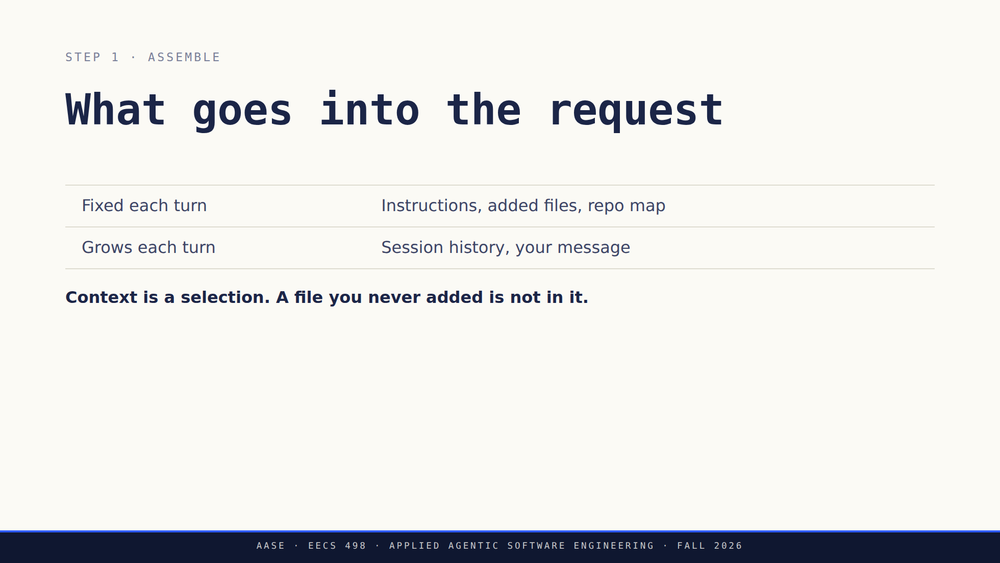 STEP 1 · ASSEMBLE
What goes into the request
Fixed each turn
Instructions, added files, repo map
Grows each turn
Session history, your message
Context is a selection. A file you never added is not in it.
AASE · EECS 498 · APPLIED AGENTIC SOFTWARE ENGINEERING · FALL 2026